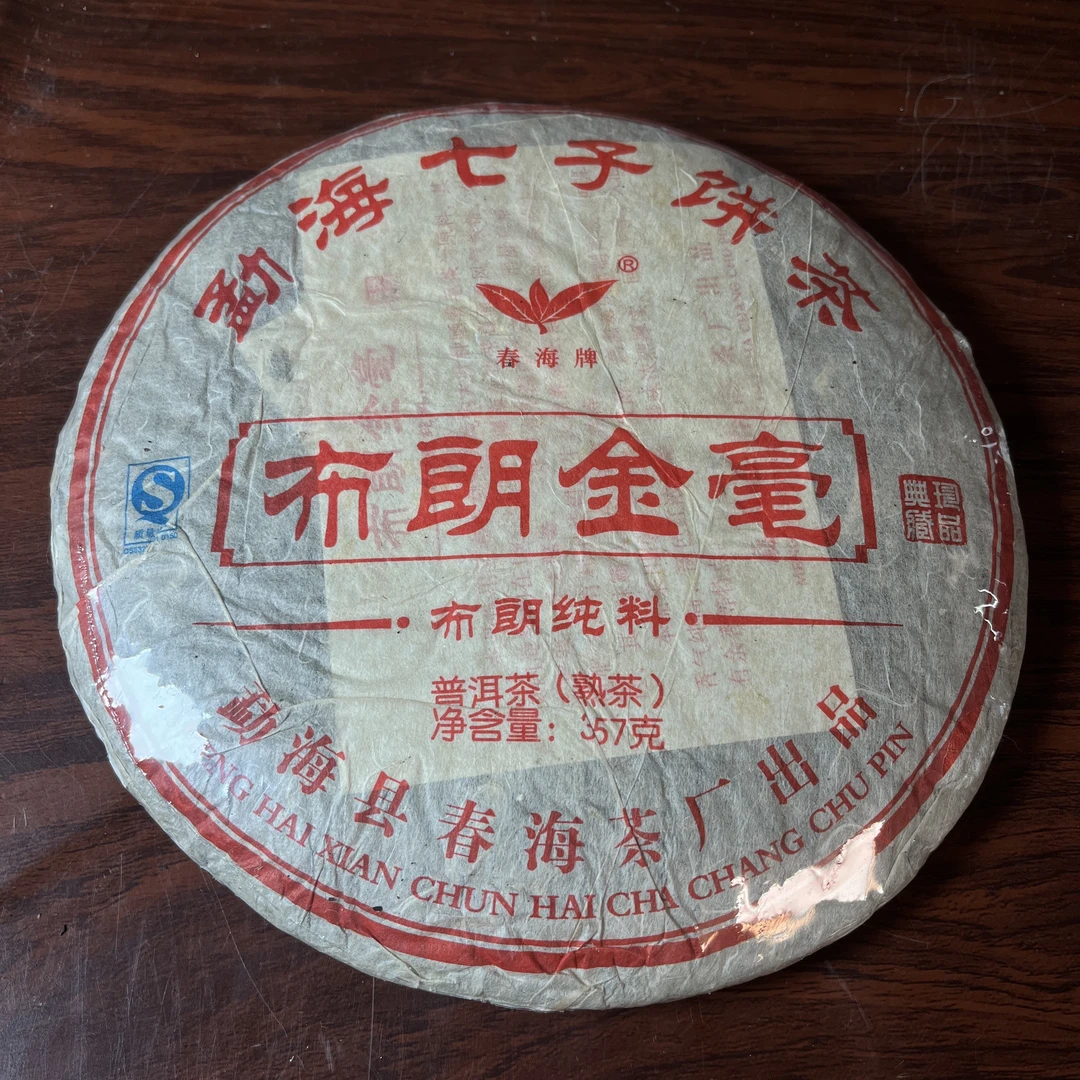 勐海七子饼茶
®
春海牌
布朗金毫
布朗纯料
普洱茶（熟茶）
净含量：357克
勐海县春海茶厂出品
NG HAI XIAN CHUN HAI CHA CHANG CHU PIN
珍品
典藏